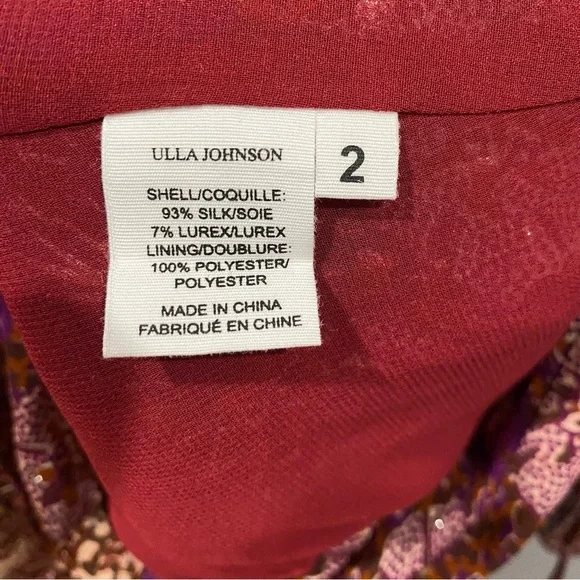 ULLA JOHNSON
2
SHELL/COQUILLE:
93% SILK/SOIE
7% LUREX/LUREX
LINING/DOUBLURE:
100% POLYESTER/
POLYESTER
MADE IN CHINA
FABRIQUÉ EN CHINE